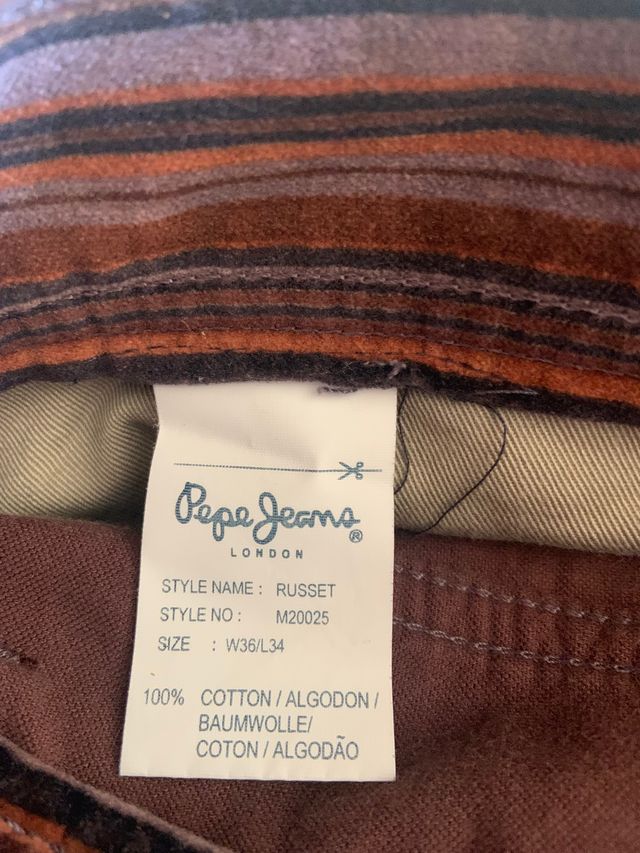 Pepe Jeans ®
LONDON
STYLE NAME : RUSSET
STYLE NO : M20025
SIZE : W36/L34
100% COTTON / ALGODON /
BAUMWOLLE/
COTON / ALGODÃO